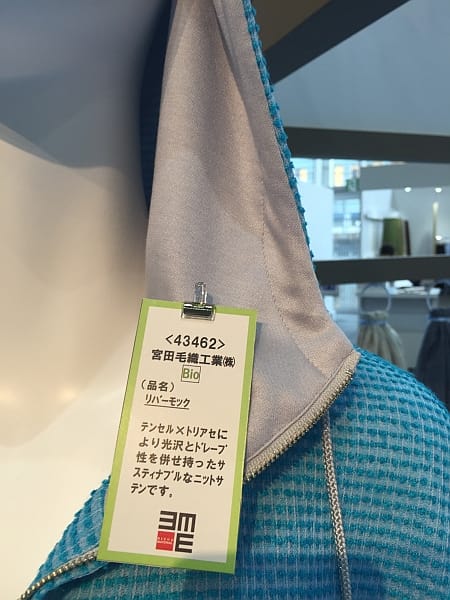 <43462>
宮田毛織工業㈱
Bio
(品名)
リバーモック
テンセル×トリアセに
より光沢とドレープ
性を併せ持ったサ
スティナブルなニットサ
テンです。